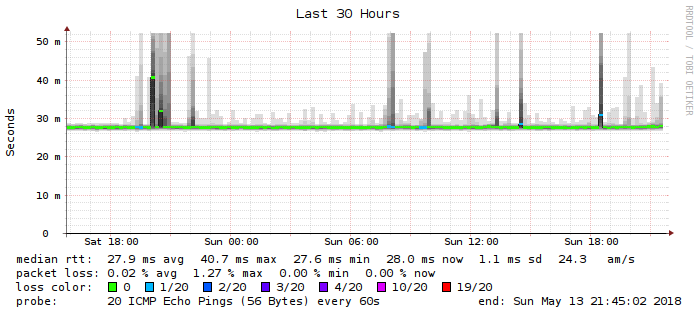 Last 30 Hours
RRDTOOL / TOBI OETIKER
Seconds
50 m
40 m
30 m
20 m
10 m
0
Sat 18:00 Sun 00:00 Sun 06:00 Sun 12:00 Sun 18:00
median rtt: 27.9 ms avg 40.7 ms max 27.6 ms min 28.0 ms now 1.1 ms sd 24.3 am/s
packet loss: 0.02 % avg 1.27 % max 0.00 % min 0.00 % now
loss color: 0 1/20 2/20 3/20 4/20 10/20 19/20
probe: 20 ICMP Echo Pings (56 Bytes) every 60s end: Sun May 13 21:45:02 2018